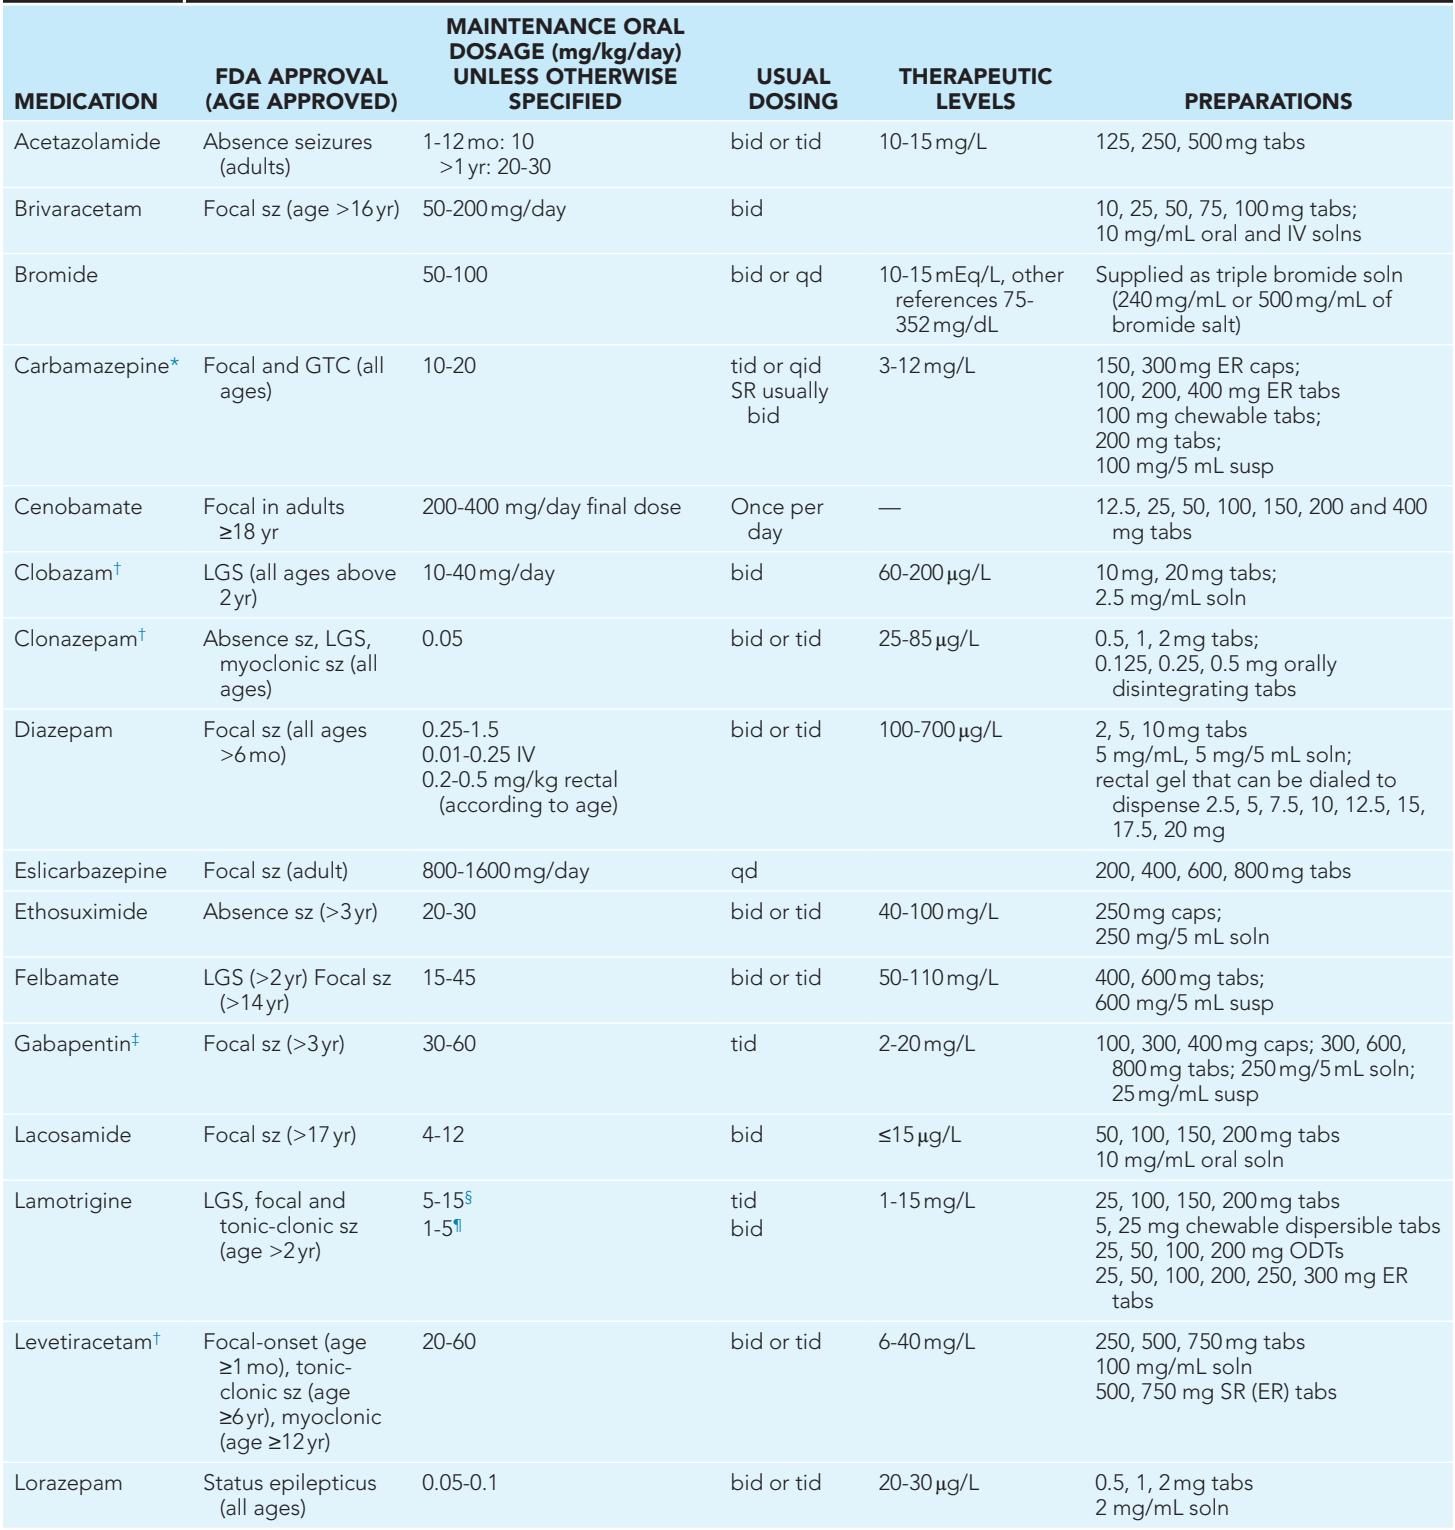 MEDICATION
FDA APPROVAL
(AGE APPROVED)
MAINTENANCE ORAL
DOSAGE (mg/kg/day)
UNLESS OTHERWISE
SPECIFIED
USUAL
DOSING
THERAPEUTIC
LEVELS
PREPARATIONS
Acetazolamide
Absence seizures
(adults)
1-12 mo: 10
>1 yr: 20-30
bid or tid
10-15 mg/L
125, 250, 500 mg tabs
Brivaracetam
Focal sz (age >16 yr)
50-200 mg/day
bid
10, 25, 50, 75, 100 mg tabs;
10 mg/mL oral and IV solns
Bromide
50-100
bid or qd
10-15 mEq/L, other
references 75-
352 mg/dL
Supplied as triple bromide soln
(240 mg/mL or 500 mg/mL of
bromide salt)
Carbamazepine*
Focal and GTC (all
ages)
10-20
tid or qid
SR usually
bid
3-12 mg/L
150, 300 mg ER caps;
100, 200, 400 mg ER tabs
100 mg chewable tabs;
200 mg tabs;
100 mg/5 mL susp
Cenobamate
Focal in adults
≥18 yr
200-400 mg/day final dose
Once per
day
—
12.5, 25, 50, 100, 150, 200 and 400
mg tabs
Clobazam†
LGS (all ages above
2 yr)
10-40 mg/day
bid
60-200 μg/L
10 mg, 20 mg tabs;
2.5 mg/mL soln
Clonazepam†
Absence sz, LGS,
myoclonic sz (all
ages)
0.05
bid or tid
25-85 μg/L
0.5, 1, 2 mg tabs;
0.125, 0.25, 0.5 mg orally
disintegrating tabs
Diazepam
Focal sz (all ages
>6 mo)
0.25-1.5
0.01-0.25 IV
0.2-0.5 mg/kg rectal
(according to age)
bid or tid
100-700 μg/L
2, 5, 10 mg tabs
5 mg/mL, 5 mg/5 mL soln;
rectal gel that can be dialed to
dispense 2.5, 5, 7.5, 10, 12.5, 15,
17.5, 20 mg
Eslicarbazepine
Focal sz (adult)
800-1600 mg/day
qd
200, 400, 600, 800 mg tabs
Ethosuximide
Absence sz (>3 yr)
20-30
bid or tid
40-100 mg/L
250 mg caps;
250 mg/5 mL soln
Felbamate
LGS (>2 yr) Focal sz
(>14 yr)
15-45
bid or tid
50-110 mg/L
400, 600 mg tabs;
600 mg/5 mL susp
Gabapentin‡
Focal sz (>3 yr)
30-60
tid
2-20 mg/L
100, 300, 400 mg caps; 300, 600,
800 mg tabs; 250 mg/5 mL soln;
25 mg/mL susp
Lacosamide
Focal sz (>17 yr)
4-12
bid
≤15 μg/L
50, 100, 150, 200 mg tabs
10 mg/mL oral soln
Lamotrigine
LGS, focal and
tonic-clonic sz
(age >2 yr)
5-15§
1-5¶
tid
bid
1-15 mg/L
25, 100, 150, 200 mg tabs
5, 25 mg chewable dispersible tabs
25, 50, 100, 200 mg ODTs
25, 50, 100, 200, 250, 300 mg ER
tabs
Levetiracetam†
Focal-onset (age
≥1 mo), tonic-
clonic sz (age
≥6 yr), myoclonic
(age ≥12 yr)
20-60
bid or tid
6-40 mg/L
250, 500, 750 mg tabs
100 mg/mL soln
500, 750 mg SR (ER) tabs
Lorazepam
Status epilepticus
(all ages)
0.05-0.1
bid or tid
20-30 μg/L
0.5, 1, 2 mg tabs
2 mg/mL soln